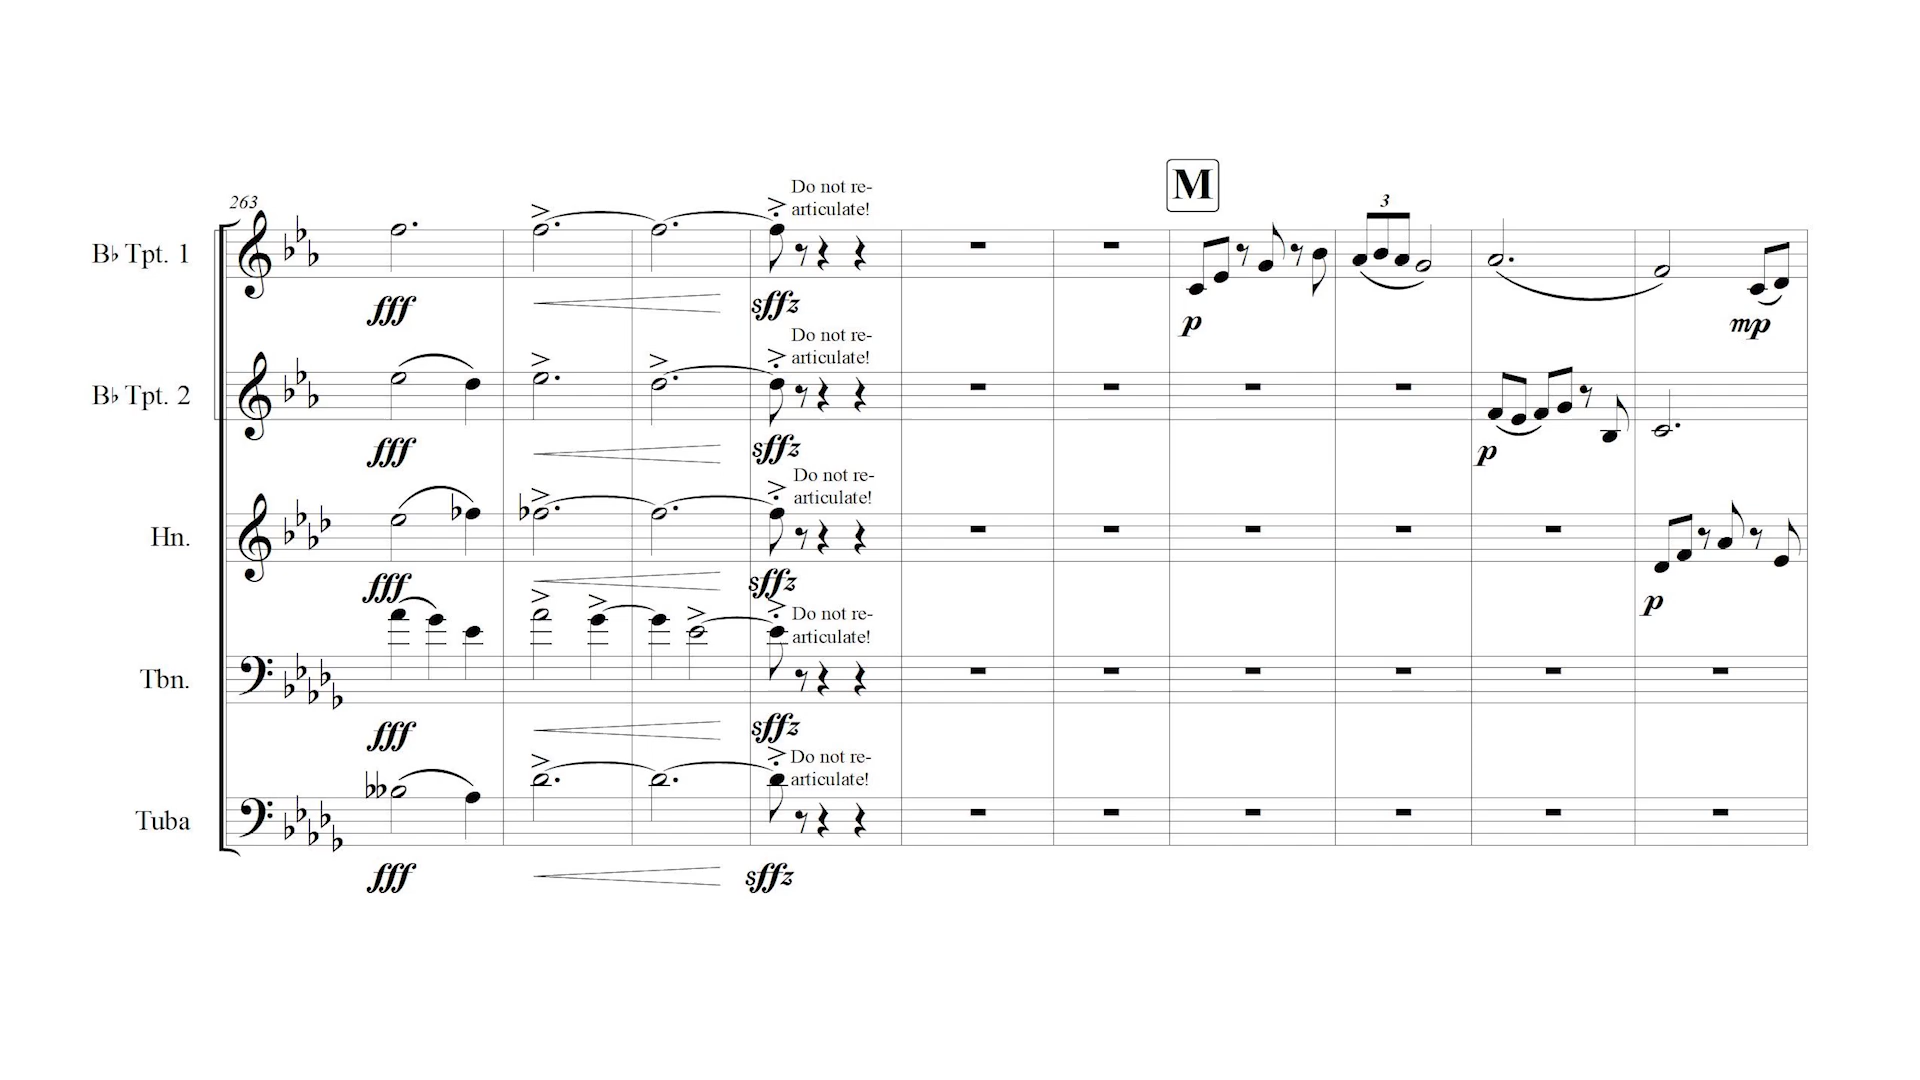 M
263
Do not re-
articulate!
3
B♭ Tpt. 1
fff
sffz
p
mp
Do not re-
articulate!
B♭ Tpt. 2
fff
sffz
p
Do not re-
articulate!
Hn.
fff
sffz
p
Do not re-
articulate!
Tbn.
fff
sffz
Do not re-
articulate!
Tuba
fff
sffz